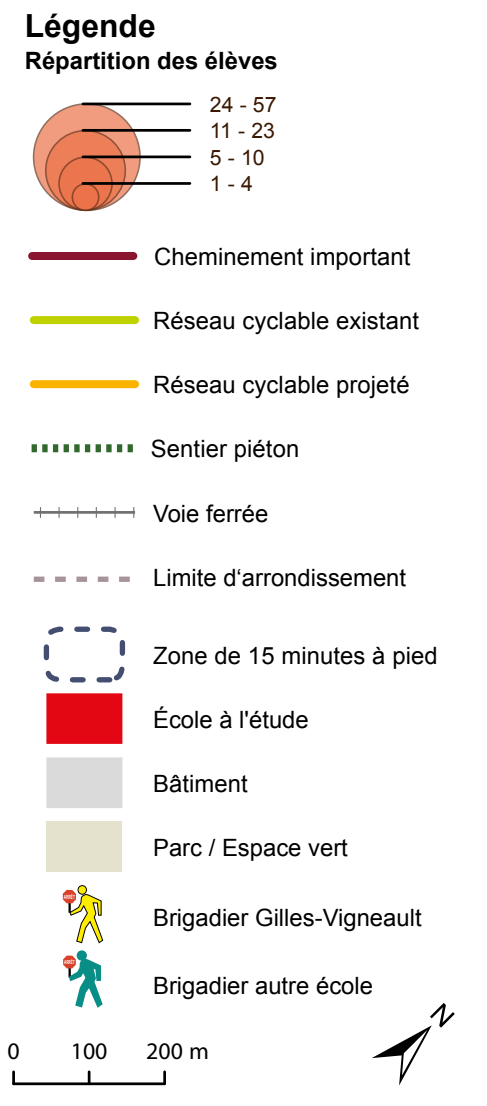 Légende
Répartition des élèves
24 - 57
11 - 23
5 - 10
1 - 4
Cheminement important
Réseau cyclable existant
Réseau cyclable projeté
Sentier piéton
Voie ferrée
Limite d‘arrondissement
Zone de 15 minutes à pied
École à l'étude
Bâtiment
Parc / Espace vert
ARRÊT
Brigadier Gilles-Vigneault
ARRÊT
Brigadier autre école
N
0 100 200 m